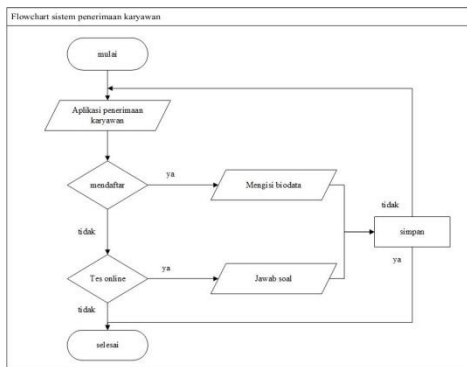 Flowchart sistem penerimaan karyawan
mulai
Aplikasi penerimaan
karyawan
mendaftar
ya
Mengisi biodata
tidak
tidak
simpan
ya
Tes online
ya
Jawab soal
tidak
selesai